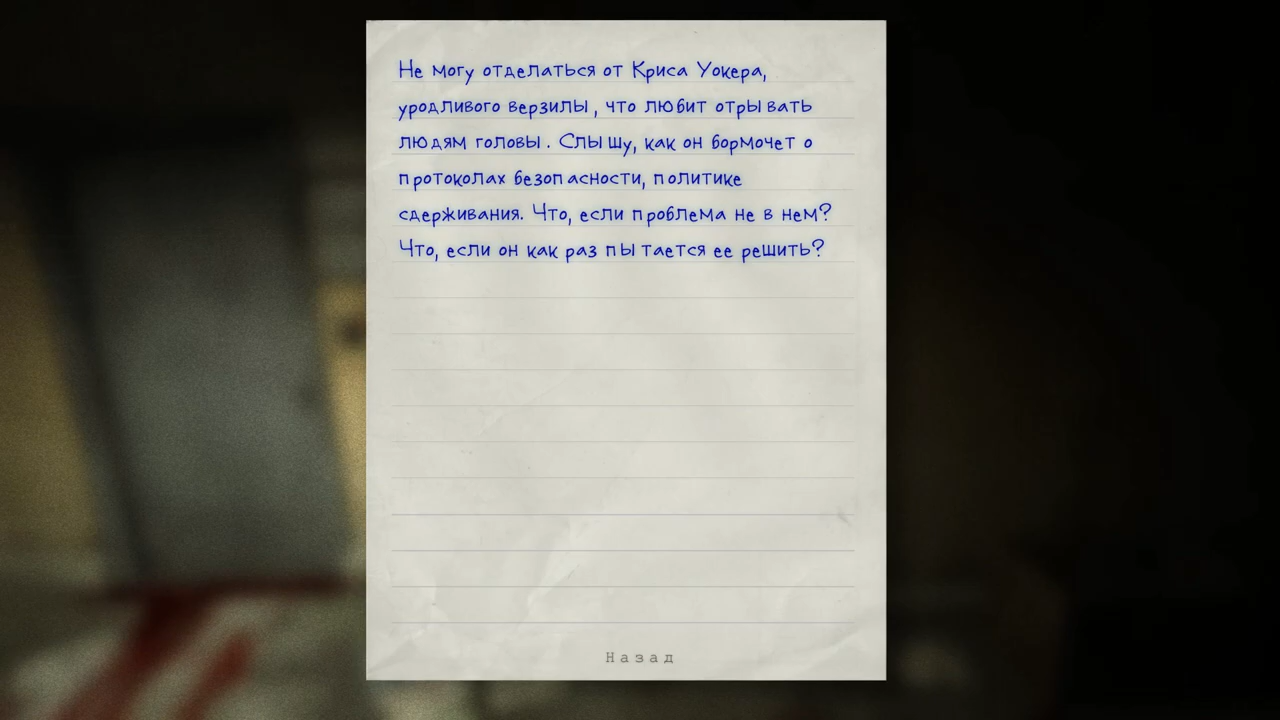 Не могу отделаться от Криса Уокера,
уродливого верзилы, что любит отрывать
людям головы. Слышу, как он бормочет о
протоколах безопасности, политике
сдерживания. Что, если проблема не в нем?
Что, если он как раз пытается ее решить?
Назад